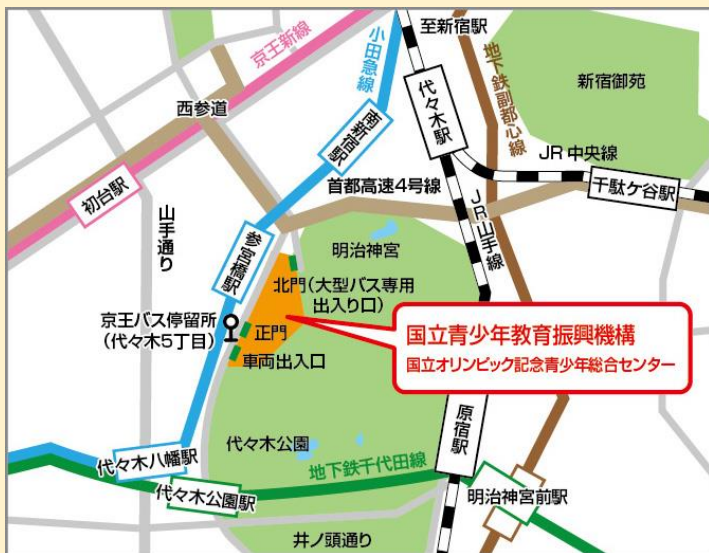 至新宿駅
小田急線
京王新線
地下鉄副都心線
新宿御苑
西参道
代々木駅
南新宿駅
JR中央線
首都高速4号線
千駄ケ谷駅
初台駅
山手通り
JR山手線
参宮橋駅
明治神宮
北門(大型バス専用
出入り口)
京王バス停留所
(代々木5丁目)
正門
車両出入口
国立青少年教育振興機構
国立オリンピック記念青少年総合センター
原宿駅
代々木公園
代々木八幡駅
地下鉄千代田線
代々木公園駅
明治神宮前駅
井ノ頭通り